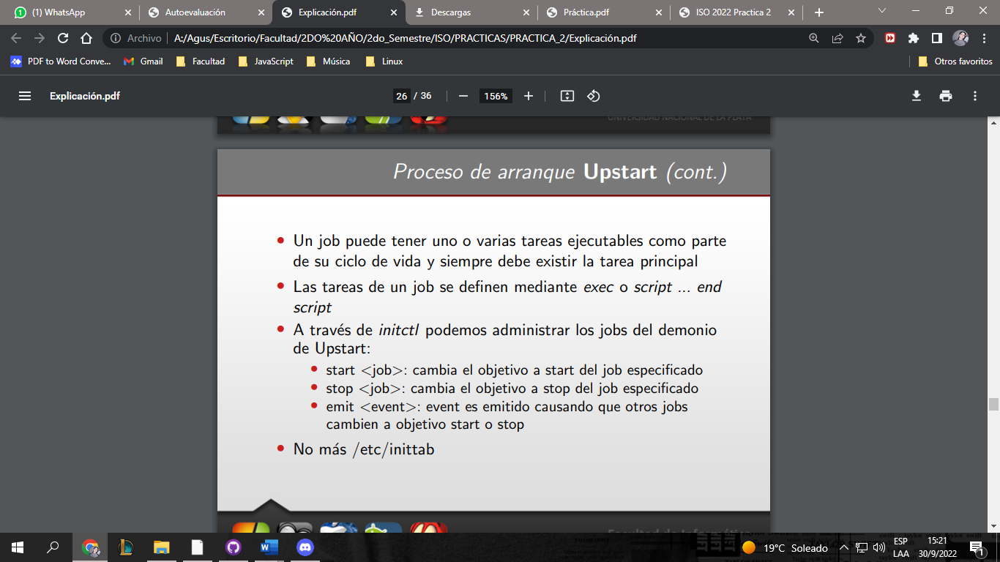 (1) WhatsApp
Autoevaluación
Explicación.pdf
Descargas
Práctica.pdf
ISO 2022 Practica 2
Archivo
A:/Agus/Escritorio/Facultad/2DO%20AÑO/2do_Semestre/ISO/PRACTICAS/PRACTICA_2/Explicación.pdf
PDF to Word Conve...
Gmail
Facultad
JavaScript
Música
Linux
Otros favoritos
Explicación.pdf
26 / 36
156%
UNIVERSIDAD NACIONAL DE LA PLATA
Proceso de arranque Upstart (cont.)
Un job puede tener uno o varias tareas ejecutables como parte
de su ciclo de vida y siempre debe existir la tarea principal
Las tareas de un job se definen mediante exec o script ... end
script
A través de initctl podemos administrar los jobs del demonio
de Upstart:
start <job>: cambia el objetivo a start del job especificado
stop <job>: cambia el objetivo a stop del job especificado
emit <event>: event es emitido causando que otros jobs
cambien a objetivo start o stop
No más /etc/inittab
Facultad de Informática
19°C Soleado
ESP
LAA
15:21
30/9/2022
1